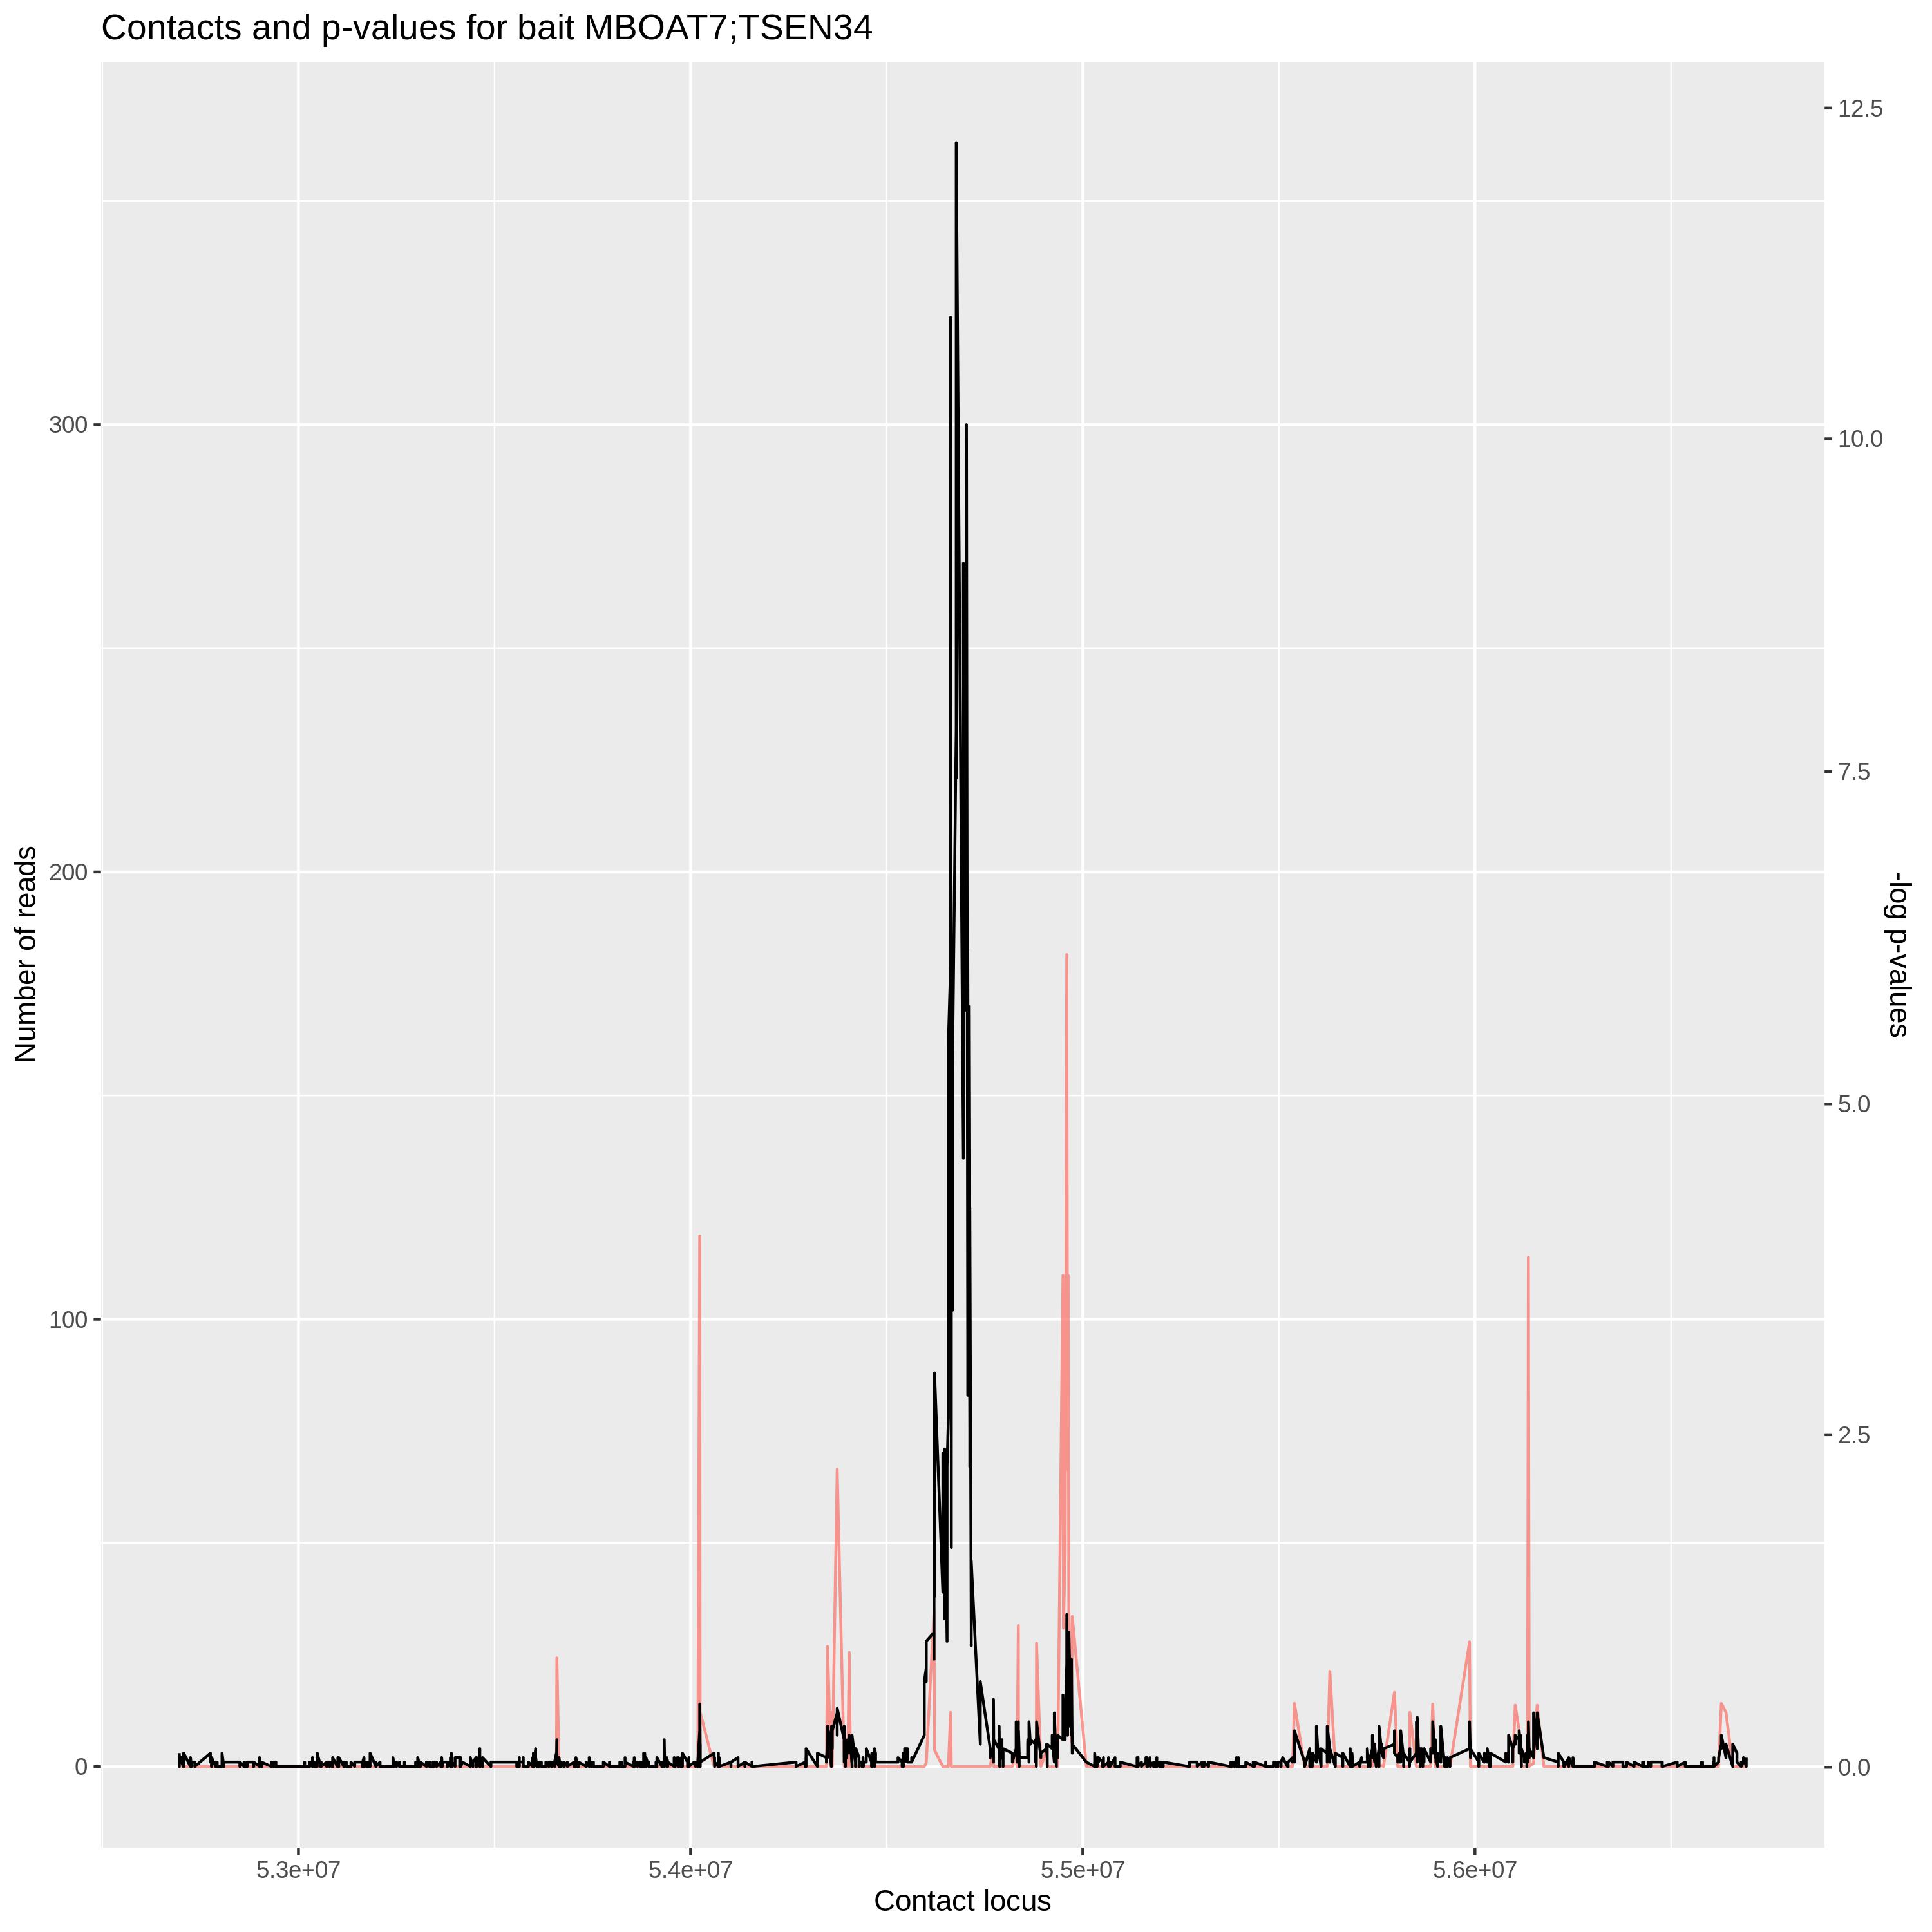 Contacts and p-values for bait MBOAT7;TSEN34
12.5
300
10.0
7.5
200
Number of reads
-log p-values
5.0
100
2.5
0
0.0
5.3e+07
5.4e+07
5.5e+07
5.6e+07
Contact locus